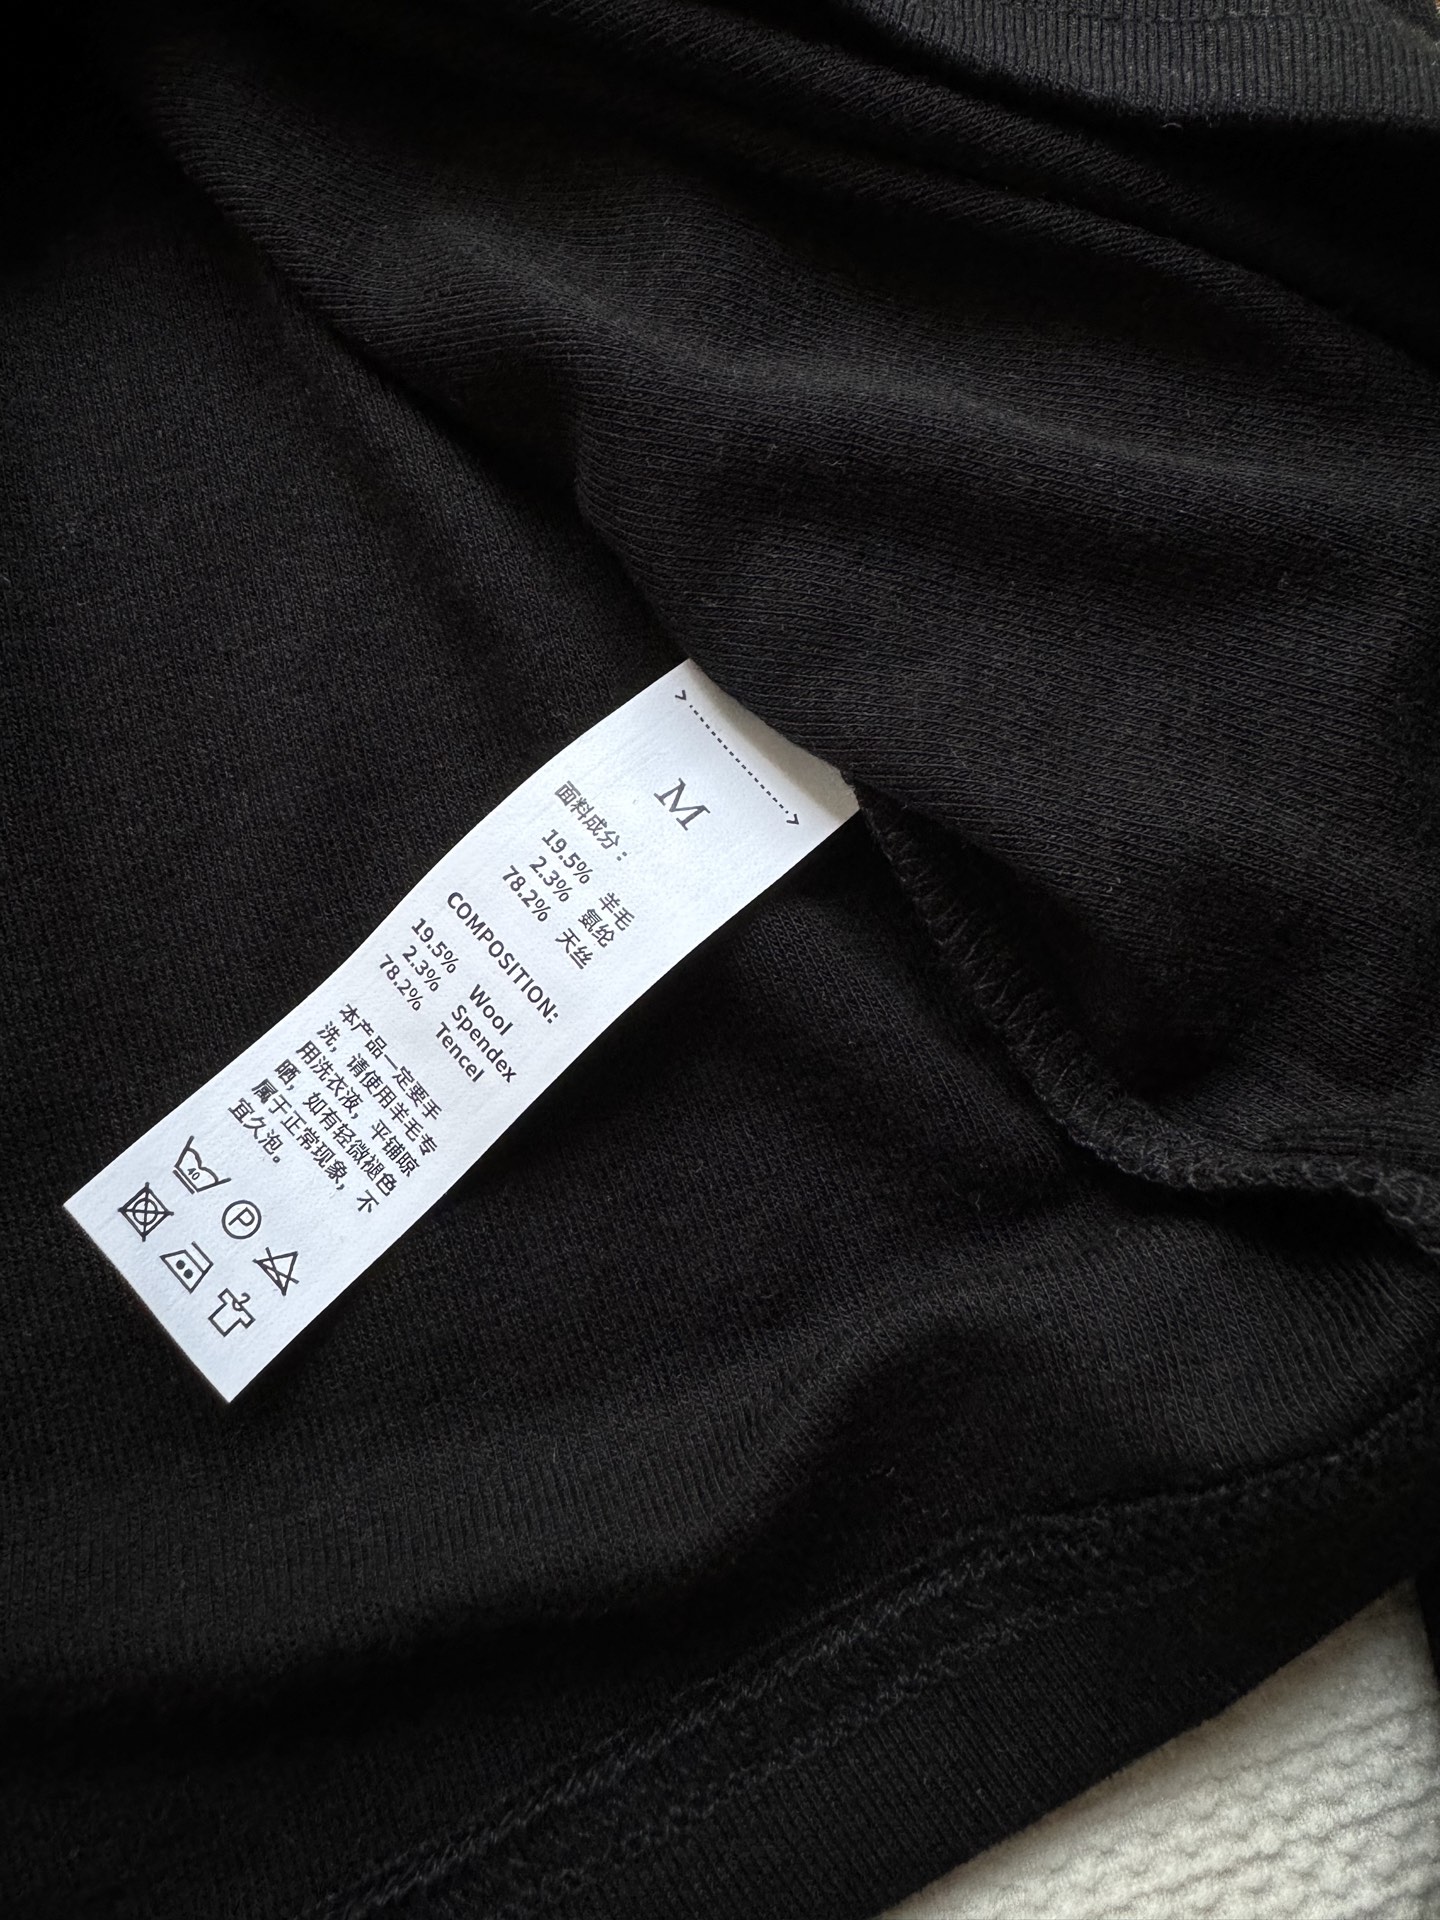 M
面料成分：
19.5% 羊毛
2.3% 氨纶
78.2% 天丝
COMPOSITION:
19.5% Wool
2.3% Spendex
78.2% Tencel
本产品一定要手
洗，请使用羊毛专
用洗衣液，平铺晾
晒，如有轻微褪色
属于正常现象，不
宜久泡。
40
P